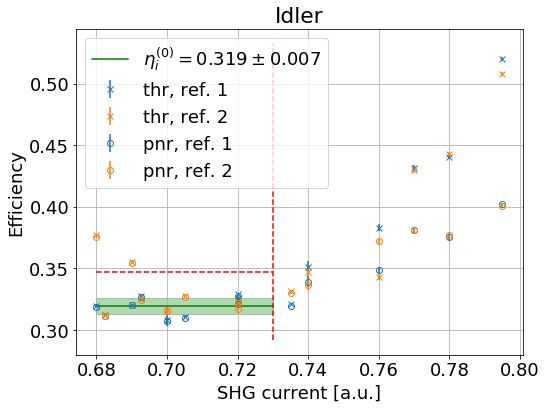 Idler
η_i^(0) = 0.319 ± 0.007
thr, ref. 1
thr, ref. 2
pnr, ref. 1
pnr, ref. 2
Efficiency
0.50
0.45
0.40
0.35
0.30
0.68 0.70 0.72 0.74 0.76 0.78 0.80
SHG current [a.u.]